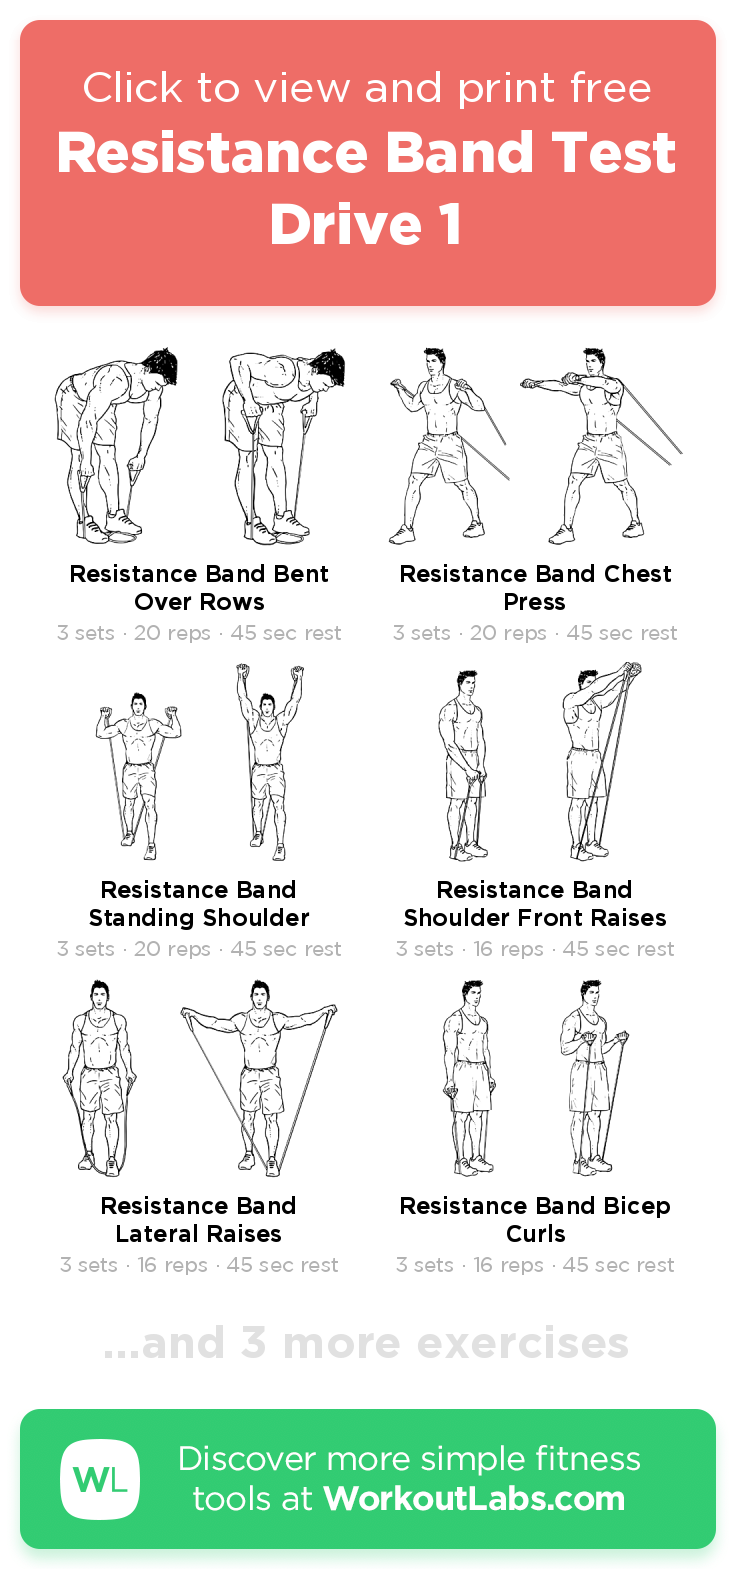 Click to view and print free
Resistance Band Test
Drive 1
Resistance Band Bent
Over Rows
3 sets · 20 reps · 45 sec rest
Resistance Band Chest
Press
3 sets · 20 reps · 45 sec rest
Resistance Band
Standing Shoulder
3 sets · 20 reps · 45 sec rest
Resistance Band
Shoulder Front Raises
3 sets · 16 reps · 45 sec rest
Resistance Band
Lateral Raises
3 sets · 16 reps · 45 sec rest
Resistance Band Bicep
Curls
3 sets · 16 reps · 45 sec rest
...and 3 more exercises
WL
Discover more simple fitness
tools at WorkoutLabs.com